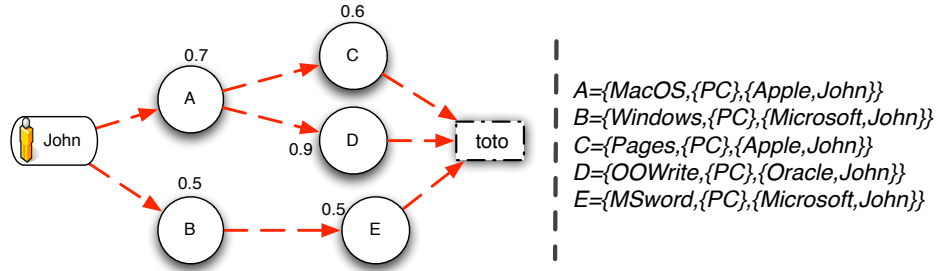 0.6
C
0.7
A
John
0.9
D
toto
0.5
B
0.5
E
A={MacOS,{PC},{Apple,John}}
B={Windows,{PC},{Microsoft,John}}
C={Pages,{PC},{Apple,John}}
D={OOWrite,{PC},{Oracle,John}}
E={MSword,{PC},{Microsoft,John}}